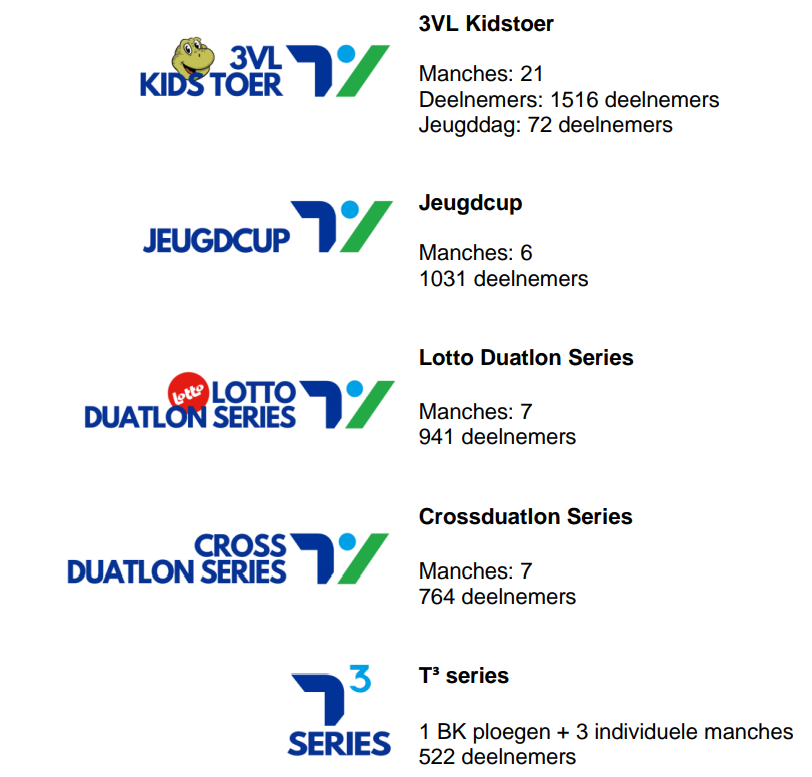 3VL
KIDS TOER
3VL Kidstoer
Manches: 21
Deelnemers: 1516 deelnemers
Jeugddag: 72 deelnemers
JEUGDCUP
Jeugdcup
Manches: 6
1031 deelnemers
Lotto
LOTTO
DUATLON SERIES
Lotto Duatlon Series
Manches: 7
941 deelnemers
CROSS
DUATLON SERIES
Crossduatlon Series
Manches: 7
764 deelnemers
T3
SERIES
T³ series
1 BK ploegen + 3 individuele manches
522 deelnemers